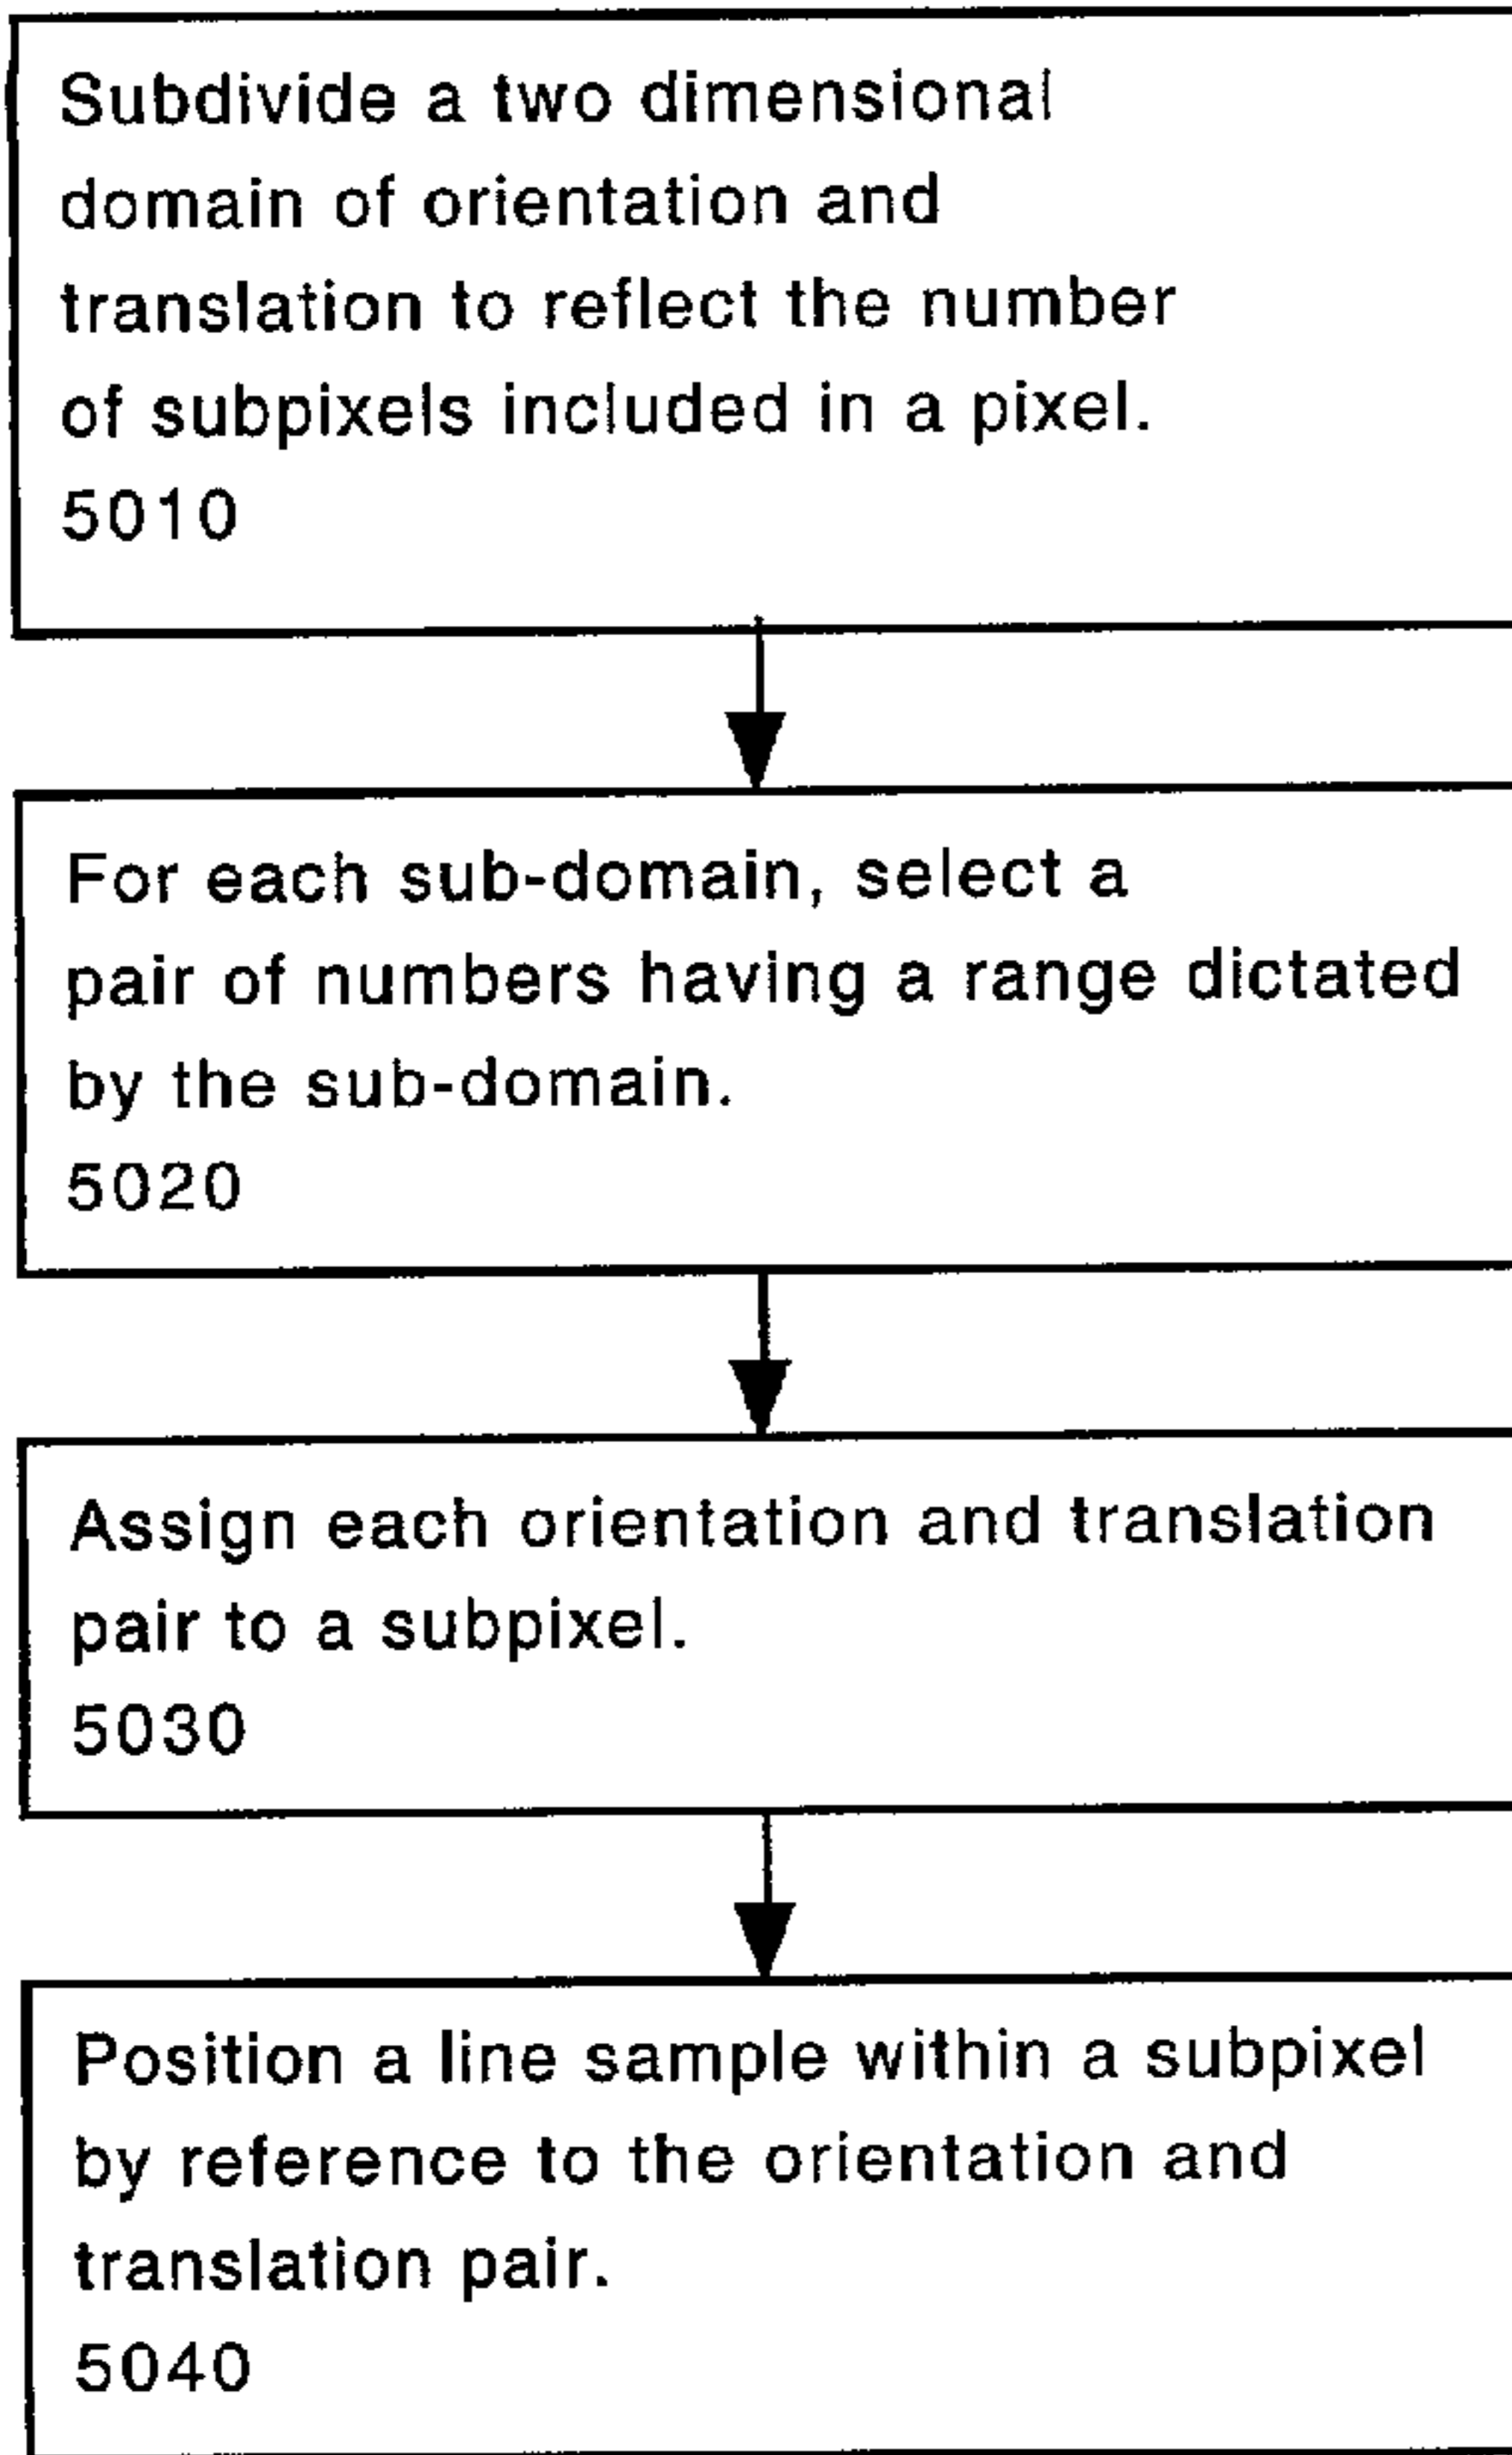 Subdivide a two dimensional
domain of orientation and
translation to reflect the number
of subpixels included in a pixel.
5010
For each sub-domain, select a
pair of numbers having a range dictated
by the sub-domain.
5020
Assign each orientation and translation
pair to a subpixel.
5030
Position a line sample within a subpixel
by reference to the orientation and
translation pair.
5040